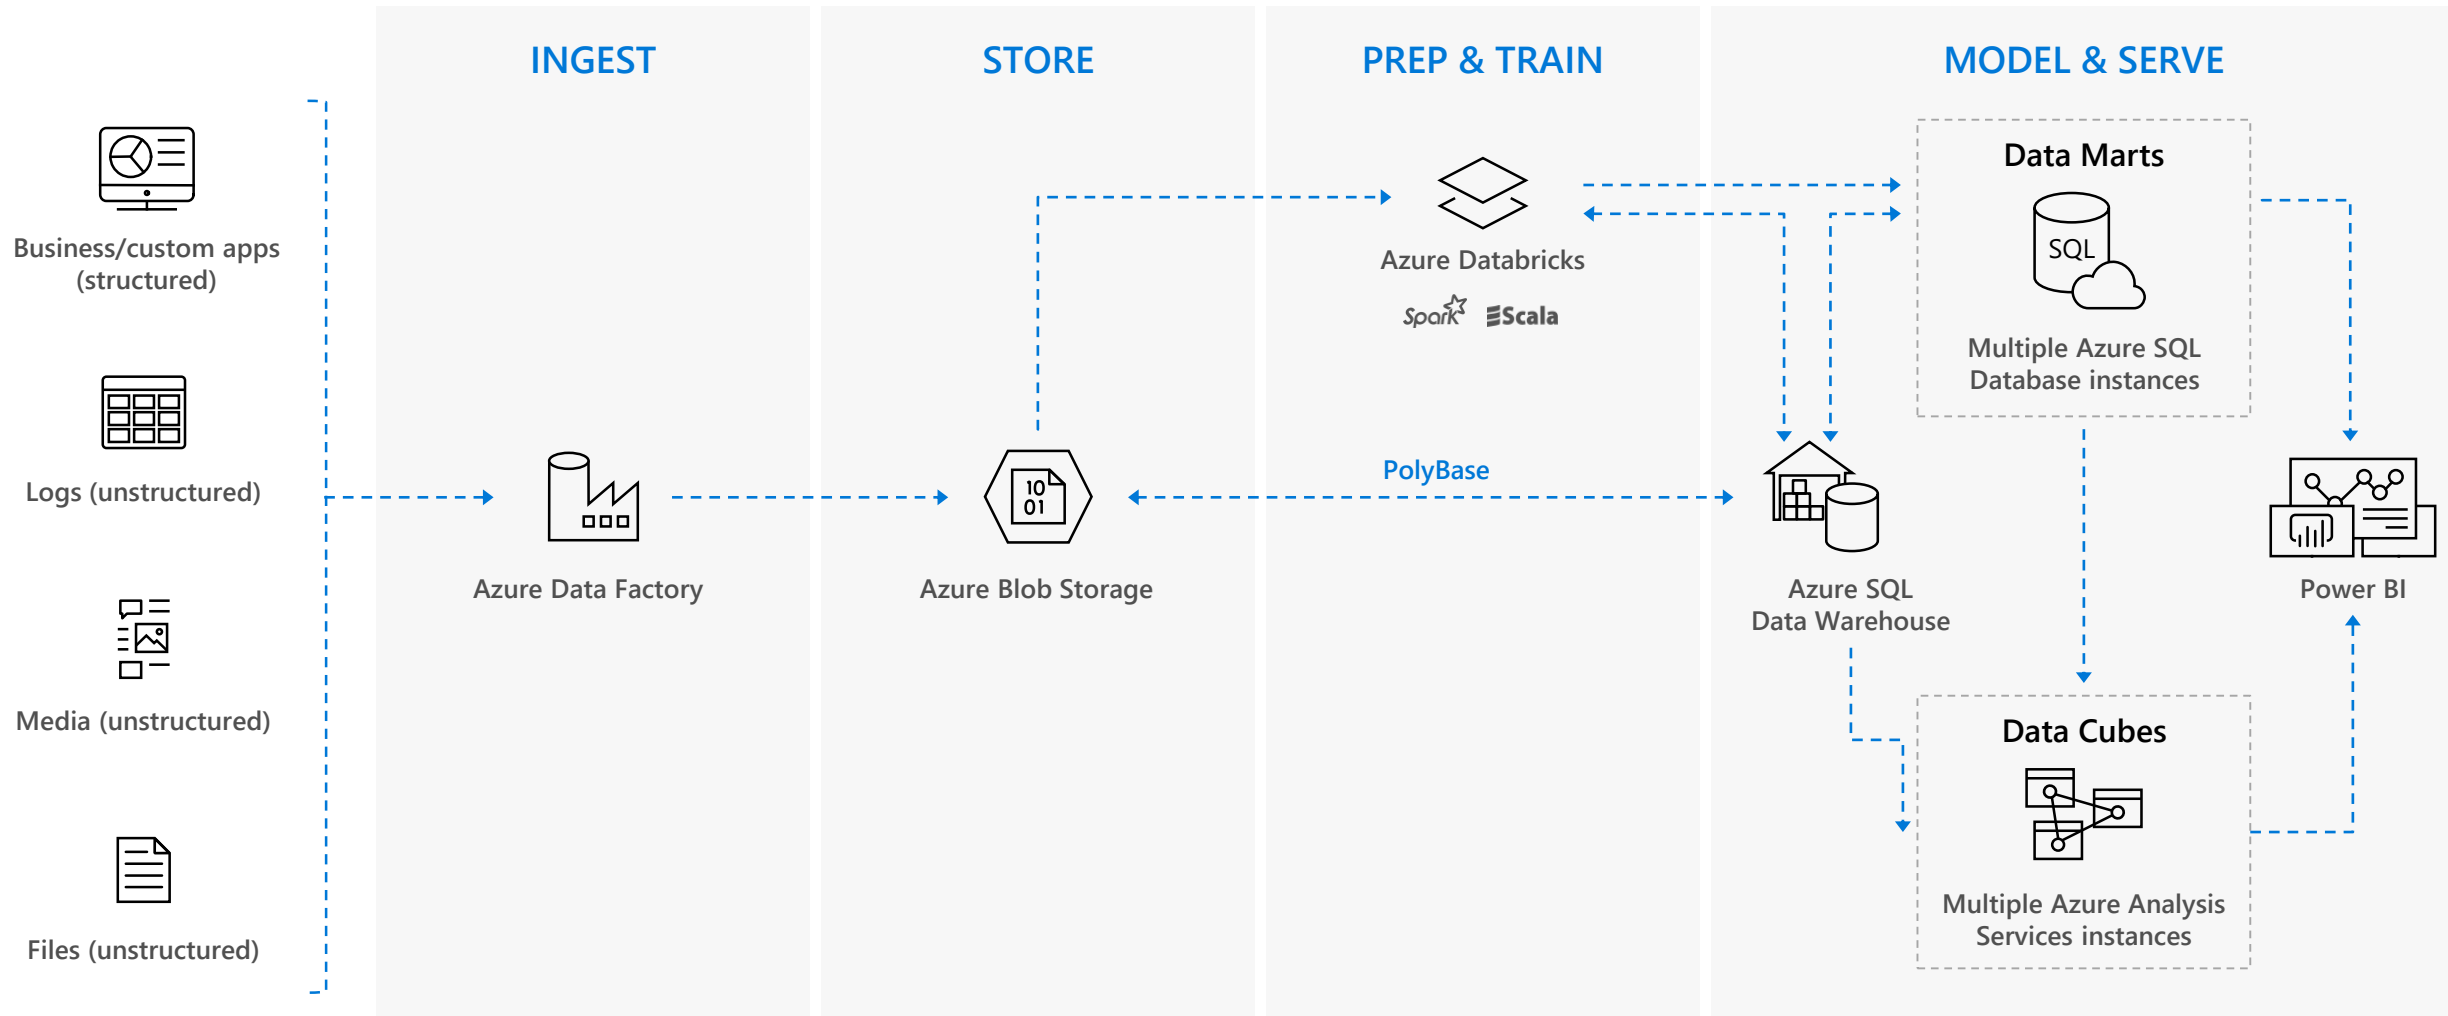 INGEST
STORE
PREP & TRAIN
MODEL & SERVE
Business/custom apps
(structured)
Logs (unstructured)
Media (unstructured)
Files (unstructured)
Azure Data Factory
10
01
Azure Blob Storage
Azure Databricks
Spark
Scala
PolyBase
Data Marts
SQL
Multiple Azure SQL
Database instances
Azure SQL
Data Warehouse
Power BI
Data Cubes
Multiple Azure Analysis
Services instances